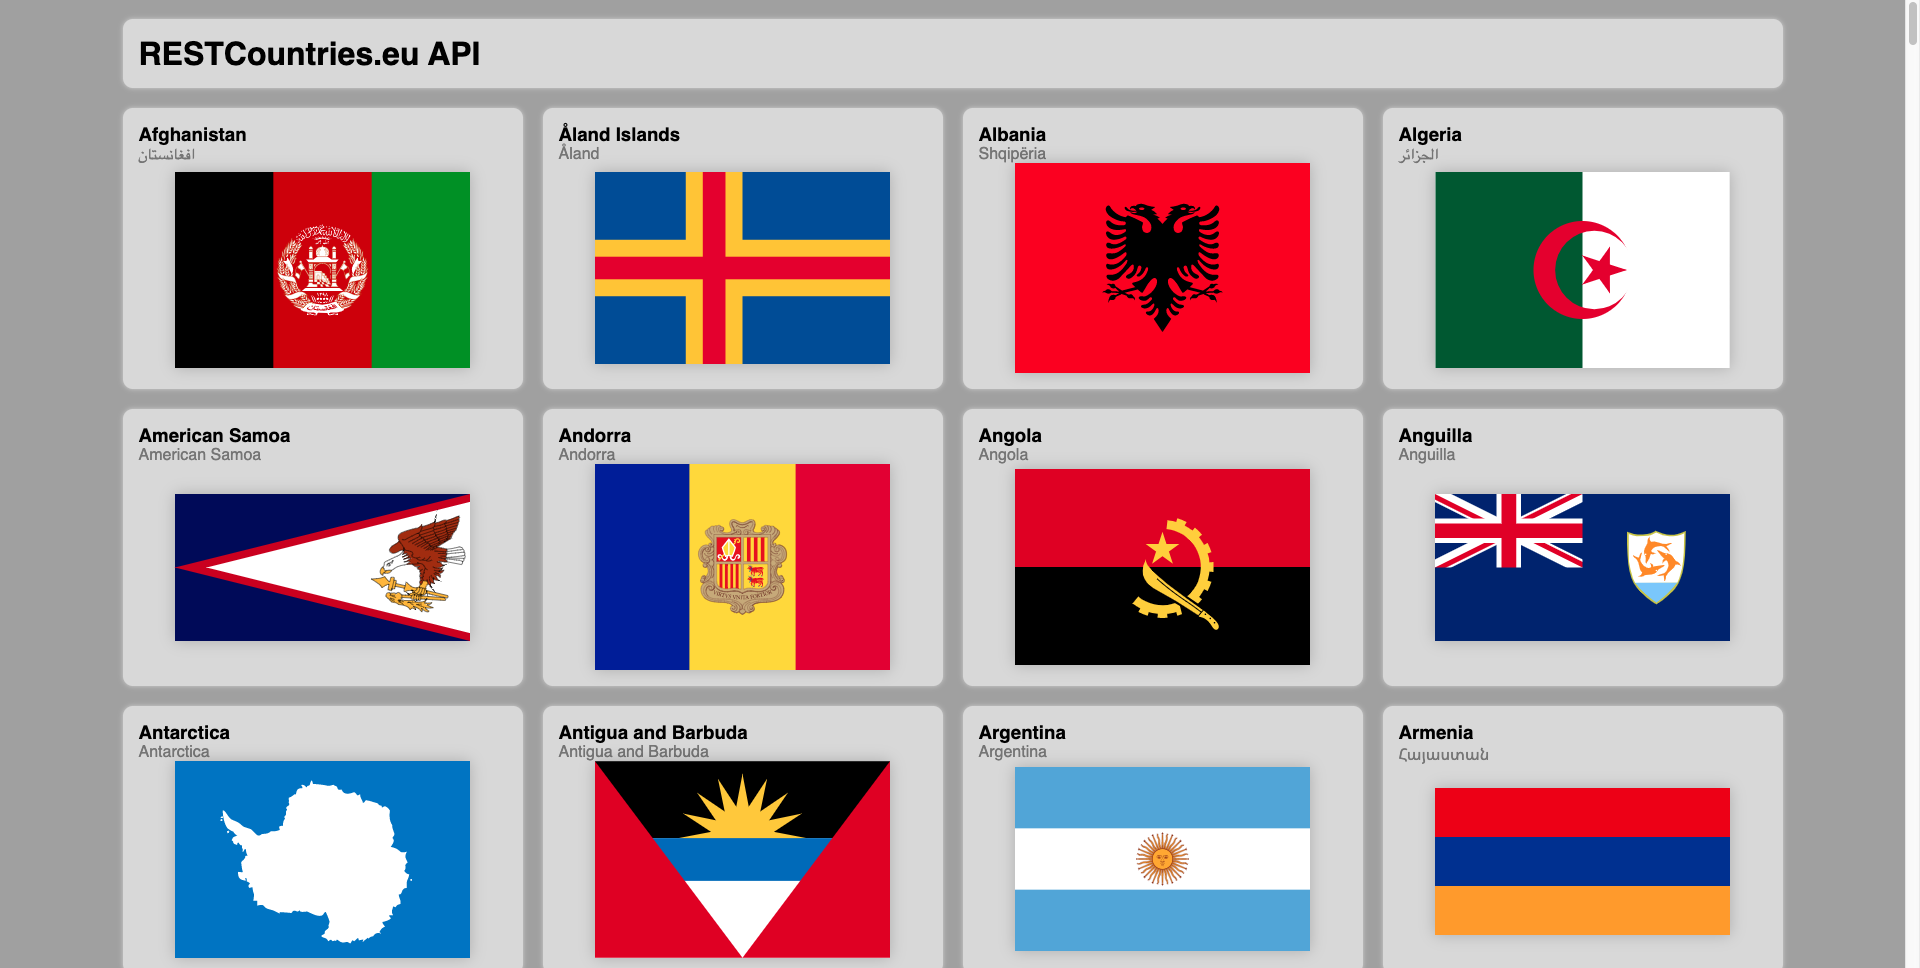 RESTCountries.eu API
Afghanistan
افغانستان
Åland Islands
Åland
Albania
Shqipëria
Algeria
الجزائر
American Samoa
American Samoa
Andorra
Andorra
Angola
Angola
Anguilla
Anguilla
Antarctica
Antarctica
Antigua and Barbuda
Antigua and Barbuda
Argentina
Argentina
Armenia
Հայաստան